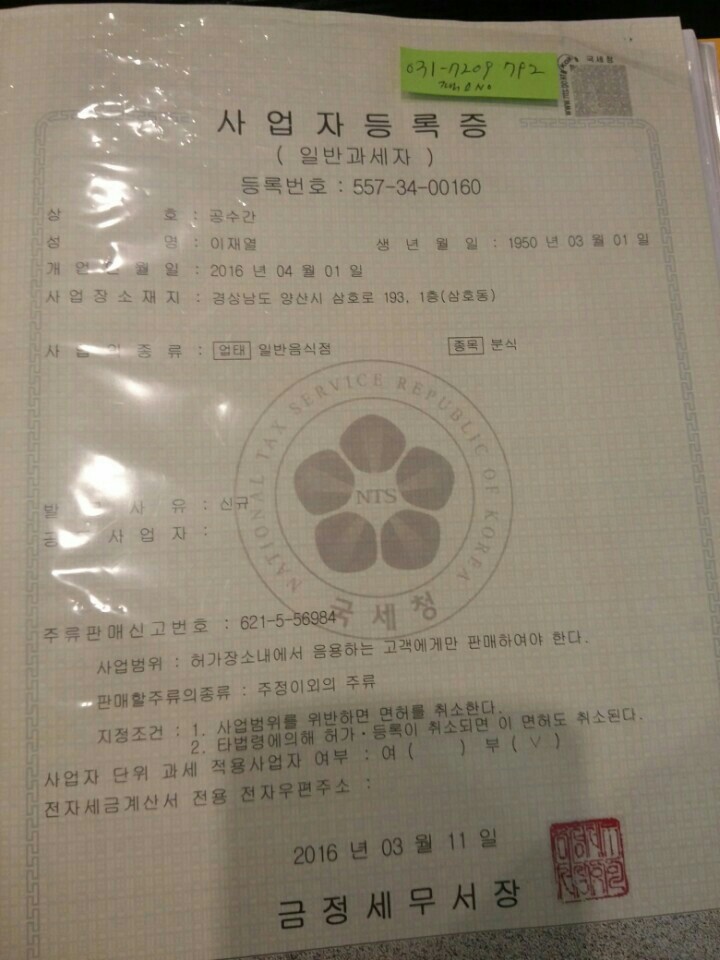 031-7209 792
국세청
사업자등록증
( 일반과세자 )
등록번호 : 557-34-00160
상 호 : 공수간
성 명 : 이재열 생 년 월 일 : 1950 년 03 월 01 일
개 업 년 월 일 : 2016 년 04 월 01 일
사 업 장 소 재 지 : 경상남도 양산시 삼호로 193, 1층(삼호동)
사 업 의 종 류 : 업태 일반음식점 종목 분식
NATIONAL TAX SERVICE REPUBLIC OF KOREA
NTS
국세청
발 사 유 : 신규
공 사 업 자 :
주류판매신고번호 : 621-5-56984
사업범위 : 허가장소내에서 음용하는 고객에게만 판매하여야 한다.
판매할주류의종류 : 주정이외의 주류
지정조건 : 1. 사업범위를 위반하면 면허를 취소한다.
2. 타법령에의해 허가·등록이 취소되면 이 면허도 취소된다.
사업자 단위 과세 적용사업자 여부 : 여 ( ) 부 ( V )
전자세금계산서 전용 전자우편주소 :
2016 년 03 월 11 일
금정세무서장